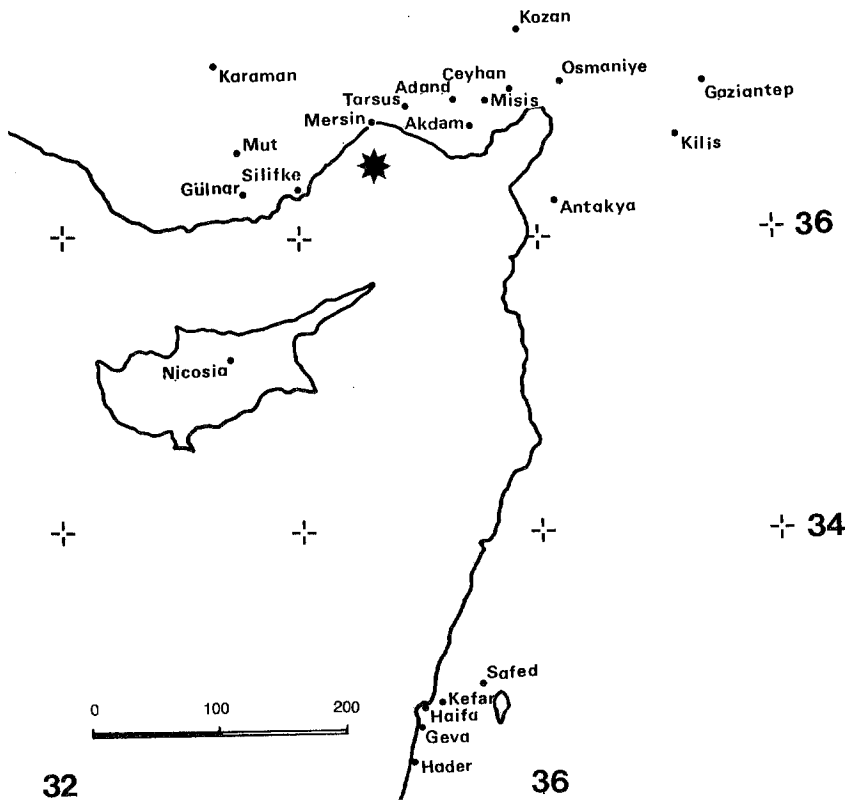 Kozan
Karaman
Ceyhan
Osmaniye
Adand
Gaziantep
Tarsus
Misis
Mersin
Akdam
Mut
Kilis
Silifke
Gülnar
Antakya
36
Nicosia
34
Safed
Kefar
0 100 200
Haifa
Geva
Hader
32 36